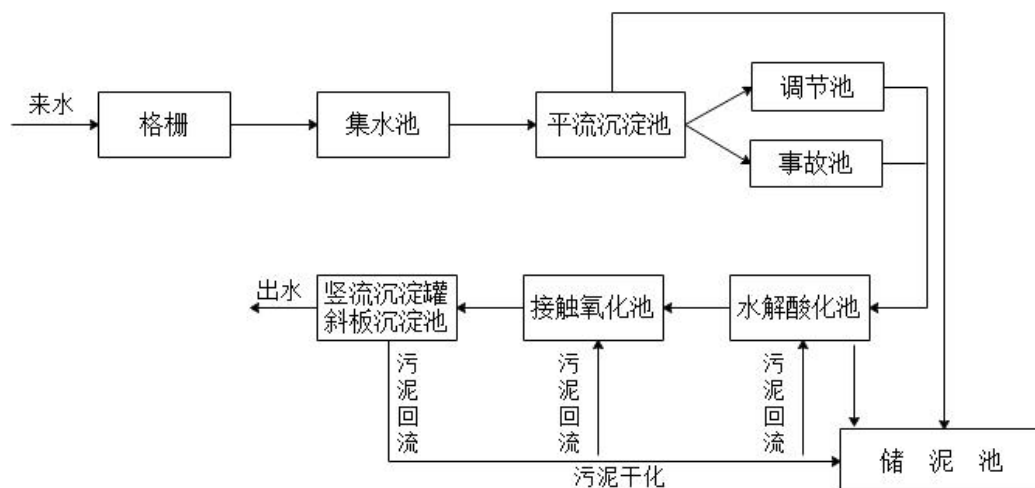 来水
格栅
集水池
平流沉淀池
调节池
事故池
出水
竖流沉淀罐
斜板沉淀池
接触氧化池
水解酸化池
污泥回流
污泥回流
污泥回流
污泥干化
储泥池